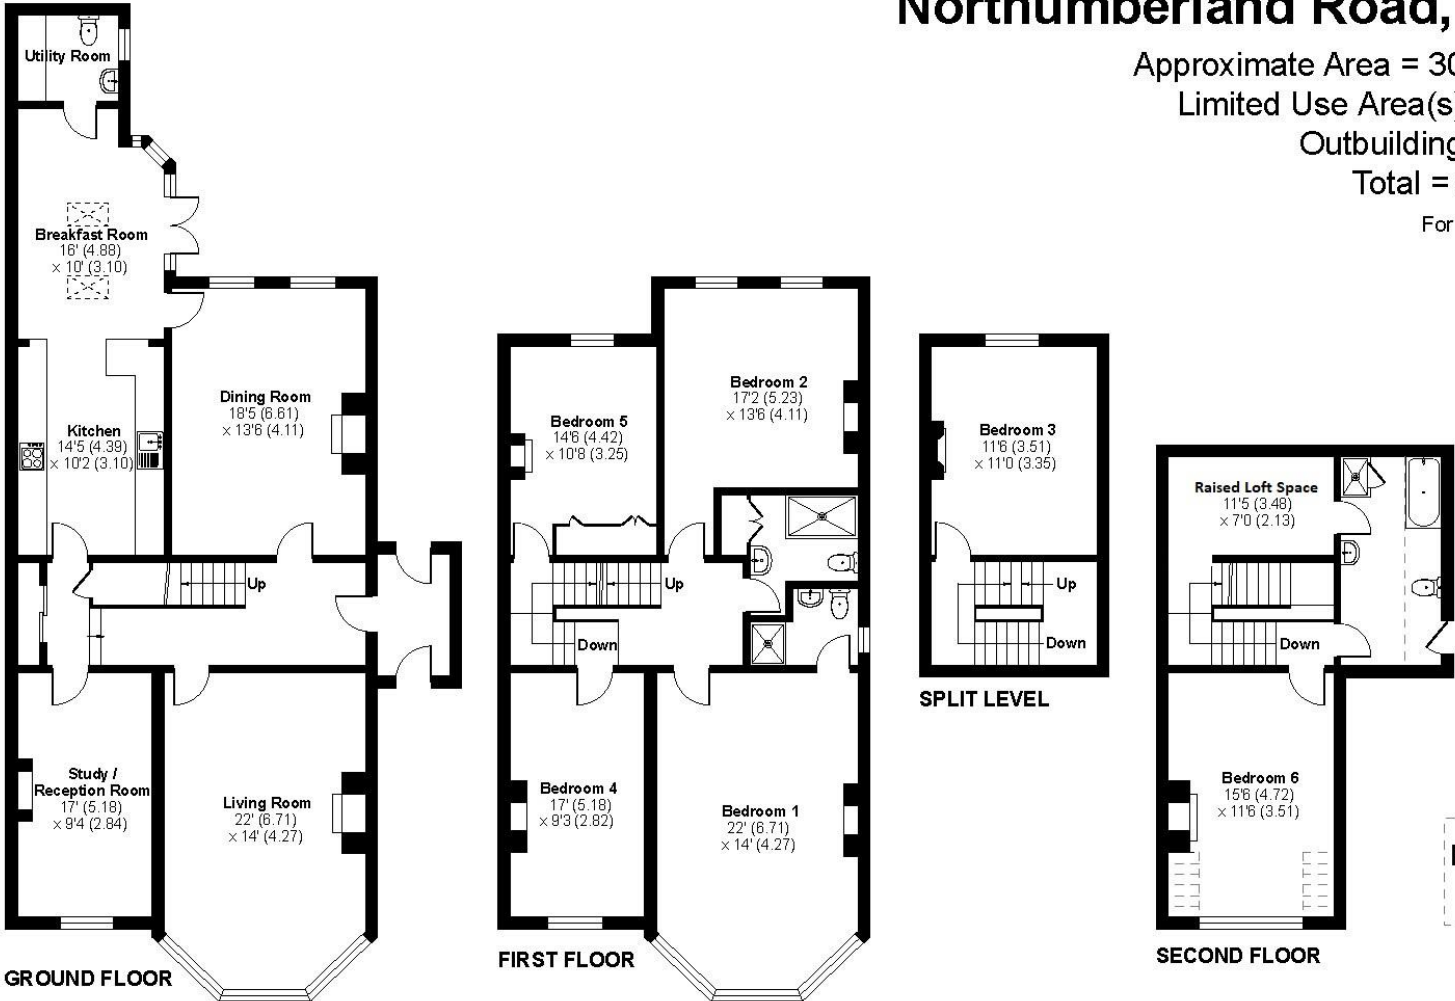 Northumberland Road,
Approximate Area = 30
Limited Use Area(s)
Outbuilding
Total =
For
Utility Room
Breakfast Room
16' (4.88)
x 10' (3.10)
Kitchen
14'5 (4.39)
x 10'2 (3.10)
Dining Room
18'5 (6.61)
x 13'6 (4.11)
Up
Study /
Reception Room
17' (5.18)
x 9'4 (2.84)
Living Room
22' (6.71)
x 14' (4.27)
GROUND FLOOR
Bedroom 5
14'6 (4.42)
x 10'8 (3.25)
Bedroom 2
17'2 (5.23)
x 13'6 (4.11)
Up
Down
Bedroom 4
17' (5.18)
x 9'3 (2.82)
Bedroom 1
22' (6.71)
x 14' (4.27)
FIRST FLOOR
Bedroom 3
11'6 (3.51)
x 11'0 (3.35)
Up
Down
SPLIT LEVEL
Raised Loft Space
11'5 (3.48)
x 7'0 (2.13)
Down
Bedroom 6
15'6 (4.72)
x 11'6 (3.51)
SECOND FLOOR